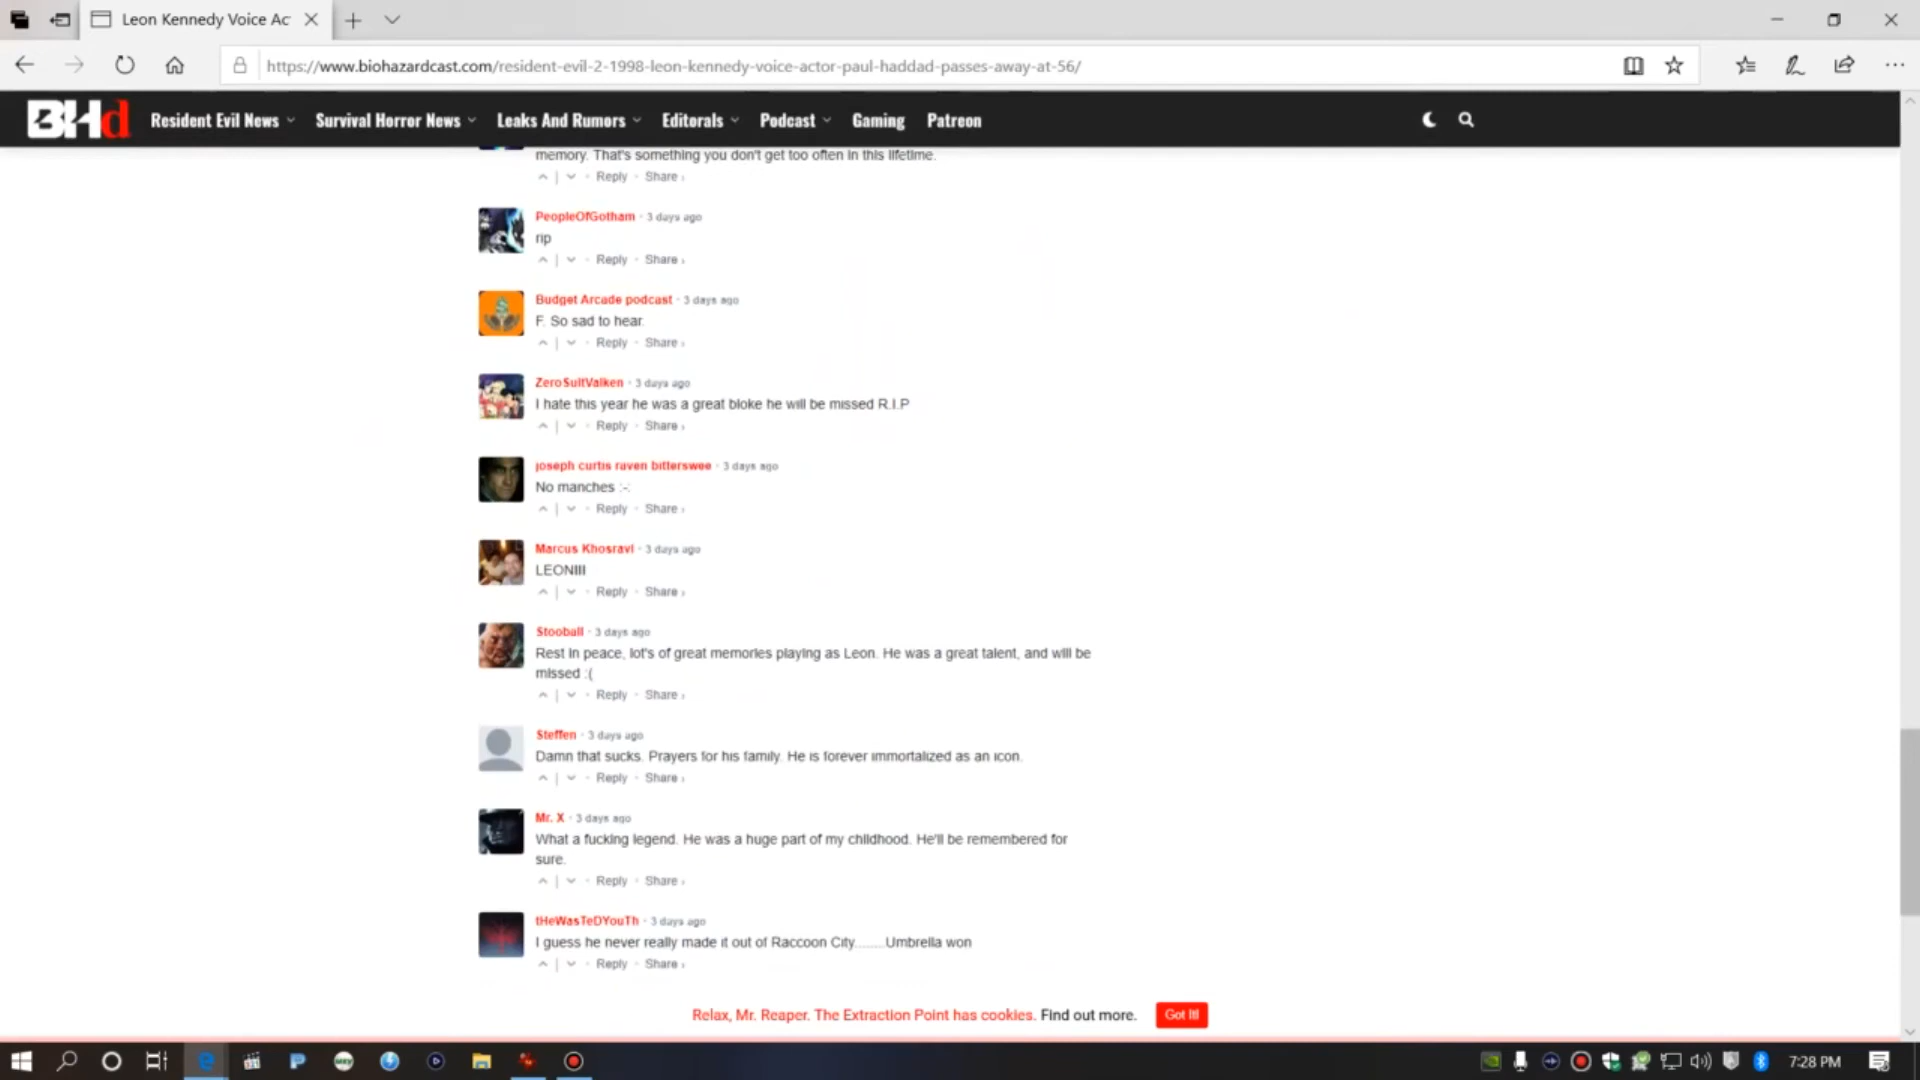 Leon Kennedy Voice Ac
https://www.biohazardcast.com/resident-evil-2-1998-leon-kennedy-voice-actor-paul-haddad-passes-away-at-56/
BHd Resident Evil News Survival Horror News Leaks And Rumors Editorals Podcast Gaming Patreon
memory. That's something you don't get too often in this lifetime.
Reply Share
PeopleOfGotham · 3 days ago
rip
Reply Share
Budget Arcade podcast · 3 days ago
F. So sad to hear.
Reply Share
ZeroSuitValken · 3 days ago
I hate this year he was a great bloke he will be missed R.I.P
Reply Share
joseph curtis raven bitterswee · 3 days ago
No manches :-:
Reply Share
Marcus Khosravi · 3 days ago
LEON!!!
Reply Share
Stooball · 3 days ago
Rest in peace, lot's of great memories playing as Leon. He was a great talent, and will be
missed :(
Reply Share
Steffen · 3 days ago
Damn that sucks. Prayers for his family. He is forever immortalized as an icon.
Reply Share
Mr. X · 3 days ago
What a fucking legend. He was a huge part of my childhood. He'll be remembered for
sure.
Reply Share
tHeWasTeDYouTh · 3 days ago
I guess he never really made it out of Raccoon City........Umbrella won
Reply Share
Relax, Mr. Reaper. The Extraction Point has cookies. Find out more. Got it!
7:28 PM